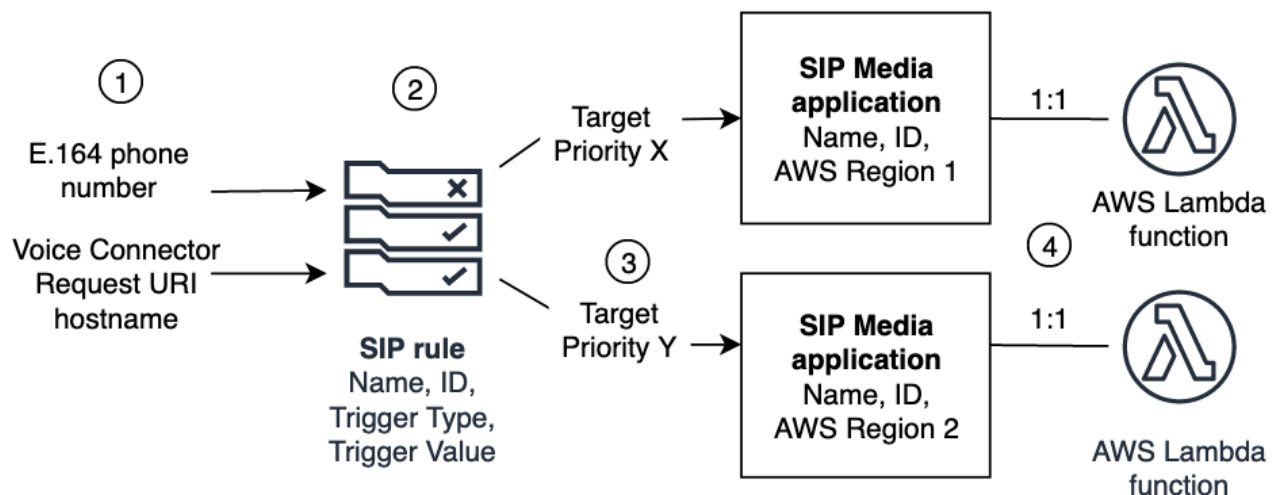 1
E.164 phone
number
Voice Connector
Request URI
hostname
2
SIP rule
Name, ID,
Trigger Type,
Trigger Value
Target
Priority X
3
Target
Priority Y
SIP Media
application
Name, ID,
AWS Region 1
SIP Media
application
Name, ID,
AWS Region 2
1:1
4
1:1
AWS Lambda
function
AWS Lambda
function